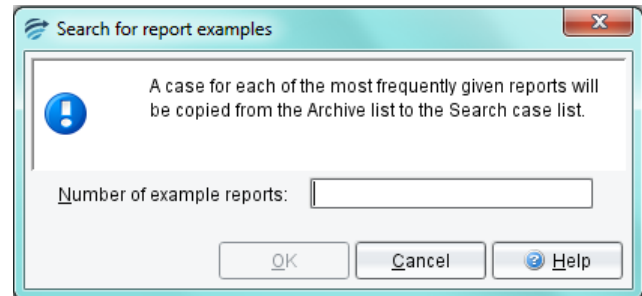 Search for report examples
A case for each of the most frequently given reports will
be copied from the Archive list to the Search case list.
Number of example reports:
OK Cancel Help